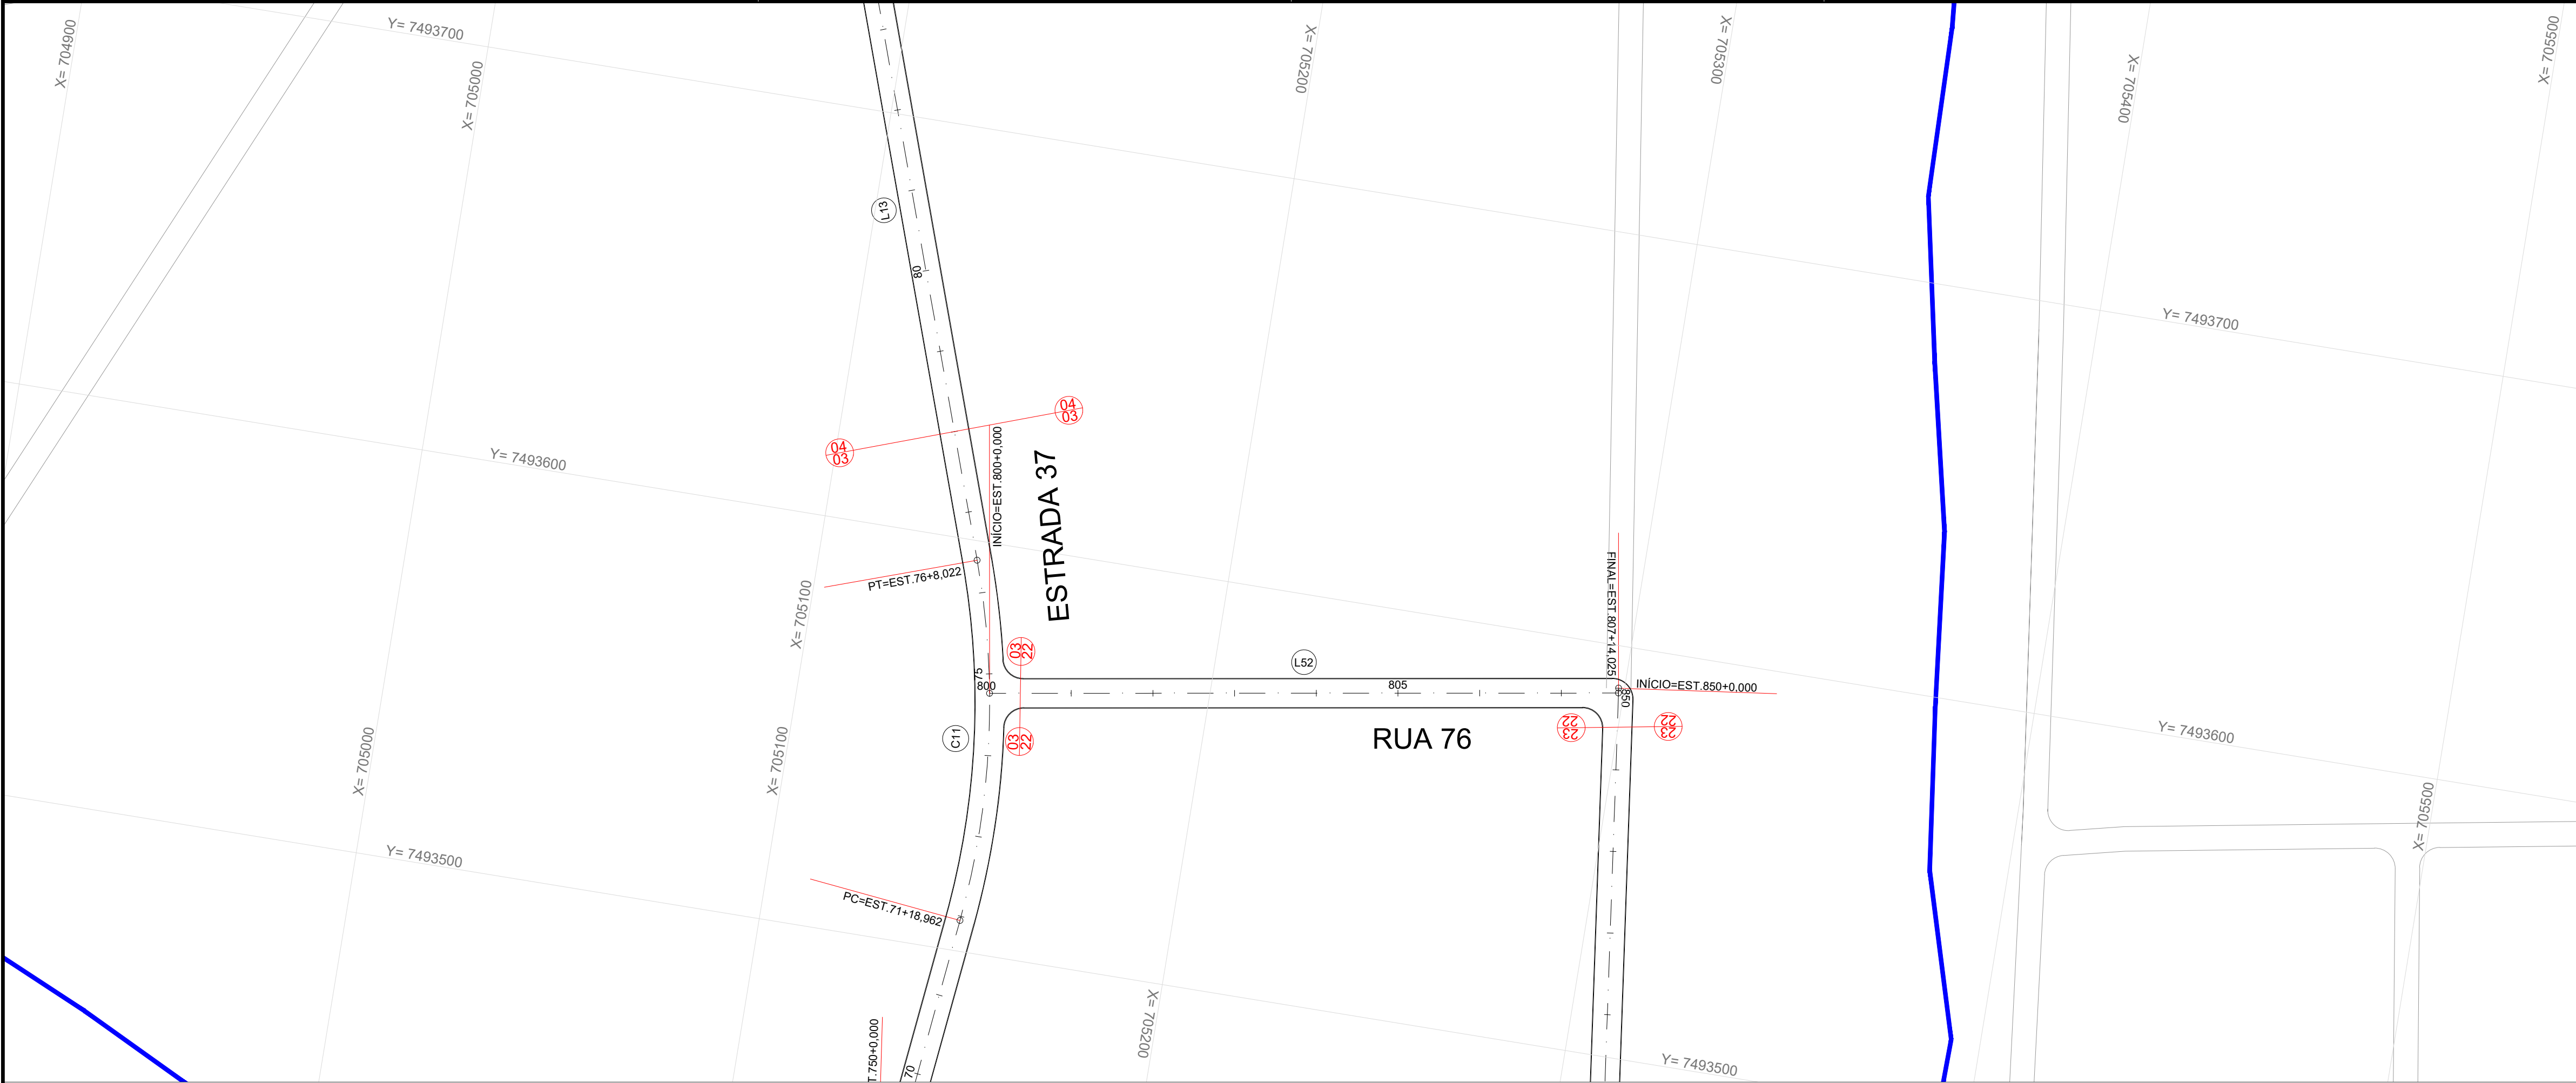 X= 704900
Y= 7493700
X= 705000
X= 705200
X= 705300
X= 705400
X= 705500
L13
80
Y= 7493700
04
03
04
03
INÍCIO=EST.800+0,000
ESTRADA 37
Y= 7493600
PT=EST.76+8,022
FINAL=EST.807+14,025
X= 705100
03
22
L52
75
800
805
INÍCIO=EST.850+0,000
850
C11
03
22
RUA 76
22
23
22
23
Y= 7493600
X= 705000
X= 705100
X= 705500
Y= 7493500
PC=EST.71+18,962
X= 705200
T.750+0,000
70
Y= 7493500